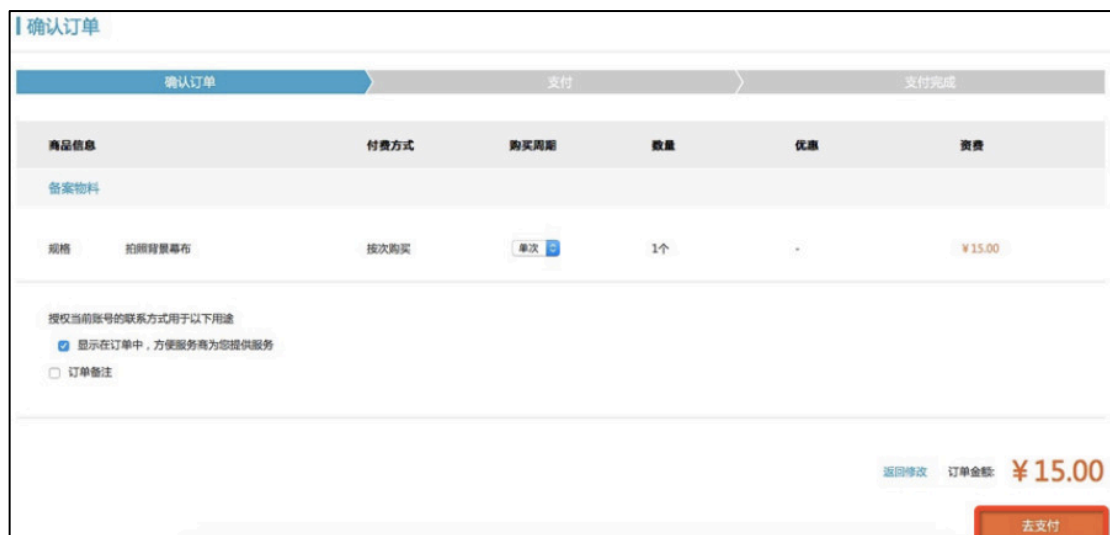 确认订单
确认订单 支付 支付完成
商品信息 付费方式 购买周期 数量 优惠 资费
备案物料
规格 拍照背景幕布 按次购买 单次 1个 - ¥15.00
授权当前账号的联系方式用于以下用途
显示在订单中，方便服务商为您提供服务
订单备注
返回修改 订单金额: ¥15.00
去支付